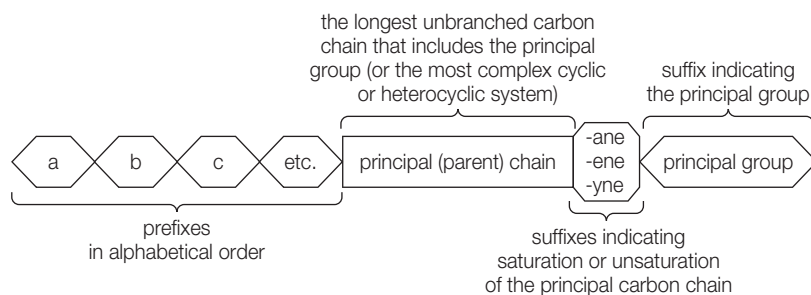 the longest unbranched carbon
chain that includes the principal
group (or the most complex cyclic
or heterocyclic system)
suffix indicating
the principal group
a
b
c
etc.
principal (parent) chain
-ane
-ene
-yne
principal group
prefixes
in alphabetical order
suffixes indicating
saturation or unsaturation
of the principal carbon chain